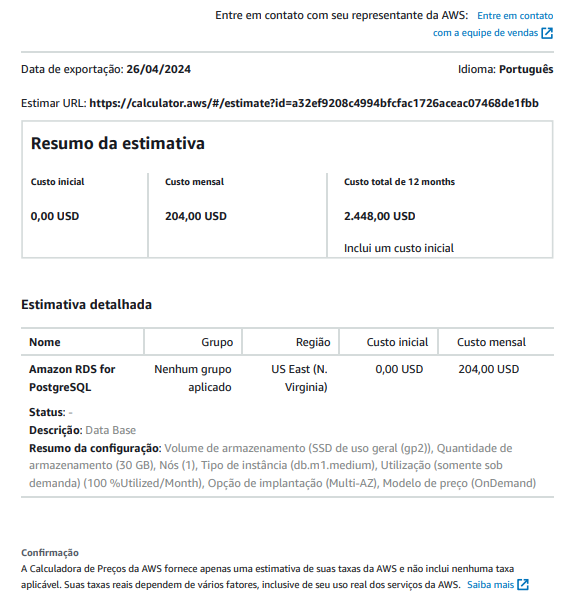 Entre em contato com seu representante da AWS: Entre em contato
com a equipe de vendas
Data de exportação: 26/04/2024 Idioma: Português
Estimar URL: https://calculator.aws/#/estimate?id=a32ef9208c4994bfcfac1726aceac07468de1fbb
Resumo da estimativa
Custo inicial Custo mensal Custo total de 12 months
0,00 USD 204,00 USD 2.448,00 USD
Inclui um custo inicial
Estimativa detalhada
Nome Grupo Região Custo inicial Custo mensal
Amazon RDS for Nenhum grupo US East (N. 0,00 USD 204,00 USD
PostgreSQL aplicado Virginia)
Status: -
Descrição: Data Base
Resumo da configuração: Volume de armazenamento (SSD de uso geral (gp2)), Quantidade de
armazenamento (30 GB), Nós (1), Tipo de instância (db.m1.medium), Utilização (somente sob
demanda) (100 %Utilized/Month), Opção de implantação (Multi-AZ), Modelo de preço (OnDemand)
Confirmação
A Calculadora de Preços da AWS fornece apenas uma estimativa de suas taxas da AWS e não inclui nenhuma taxa
aplicável. Suas taxas reais dependem de vários fatores, inclusive de seu uso real dos serviços da AWS. Saiba mais